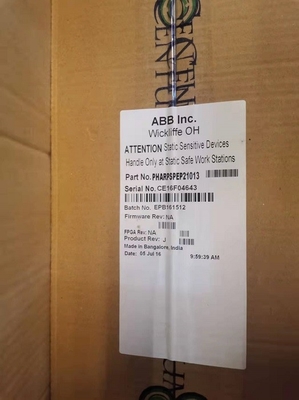 ABB Inc.
Wickliffe OH
ATTENTION Static Sensitive Devices
Handle Only at Static Safe Work Stations
Part No.PHARPSPEP21013
Serial No.CE16F04643
Batch No. EPB161512
Firmware Rev: NA
FPGA Rev: NA
Product Rev: J
Made in Bangalore, India
Date: 05 Jul 16 9:59:39 AM